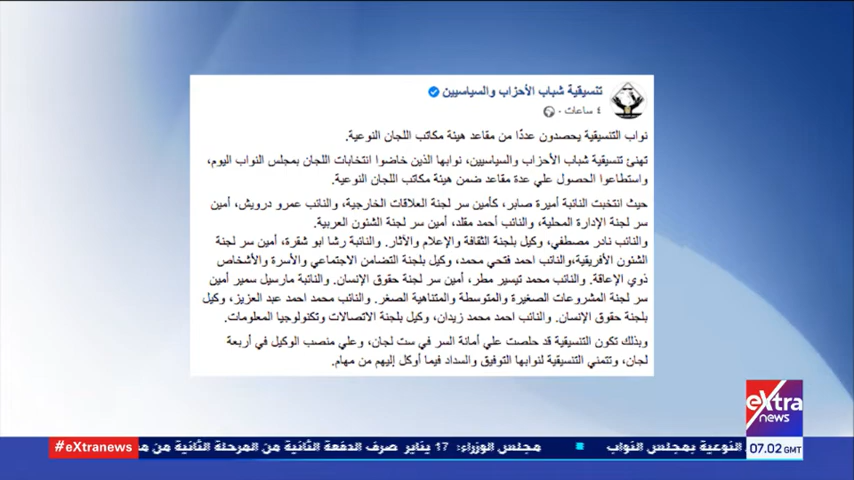 تنسيقية شباب الأحزاب والسياسيين
٤ ساعات ·
نواب التنسيقية يحصدون عددًا من مقاعد هيئة مكاتب اللجان النوعية.
تهنئ تنسيقية شباب الأحزاب والسياسيين، نوابها الذين خاضوا انتخابات اللجان بمجلس النواب اليوم،
واستطاعوا الحصول علي عدة مقاعد ضمن هيئة مكاتب اللجان النوعية.
حيث انتخبت النائبة أميرة صابر، كأمين سر لجنة العلاقات الخارجية، والنائب عمرو درويش، أمين
سر لجنة الإدارة المحلية، والنائب أحمد مقلد، أمين سر لجنة الشئون العربية.
والنائب نادر مصطفي، وكيل بلجنة الثقافة والإعلام والآثار. والنائبة رشا ابو شقرة، أمين سر لجنة
الشئون الأفريقية،والنائب احمد فتحي محمد، وكيل بلجنة التضامن الاجتماعي والأسرة والأشخاص
ذوي الإعاقة. والنائب محمد تيسير مطر، أمين سر لجنة حقوق الإنسان. والنائبة مارسيل سمير أمين
سر لجنة المشروعات الصغيرة والمتوسطة والمتناهية الصغر. والنائب محمد احمد عبد العزيز، وكيل
بلجنة حقوق الإنسان. والنائب احمد محمد زيدان، وكيل بلجنة الاتصالات وتكنولوجيا المعلومات.
وبذلك تكون التنسيقية قد حلصت علي أمانة السر في ست لجان، وعلي منصب الوكيل في أربعة
لجان، وتتمني التنسيقية لنوابها التوفيق والسداد فيما أوكل إليهم من مهام.
eXtra
news
07.02 GMT
النوعية بمجلس النواب
مجلس الوزراء: 17 يناير صرف الدفعة الثانية من المرحلة الثانية من
#eXtranews